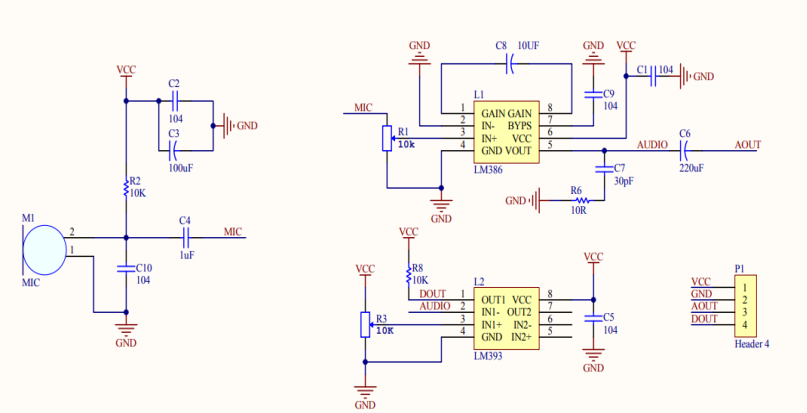 VCC
C2
104
GND
C3
100uF
R2
10K
M1
2
1
MIC
C4
1uF
MIC
C10
104
GND
GND
C8 10UF
GND
VCC
C1 104
GND
C9
104
L1
MIC
R1
10k
1 GAIN GAIN 8
2 IN- BYPS 7
3 IN+ VCC 6
4 GND VOUT 5
LM386
GND
AUDIO
C6
220uF
AOUT
C7
30pF
GND
R6
10R
VCC
R8
10K
VCC
R3
10K
L2
DOUT 1 OUT1 VCC 8
AUDIO 2 IN1- OUT2 7
3 IN1+ IN2- 6
4 GND IN2+ 5
LM393
GND
VCC
C5
104
GND
P1
VCC 1
GND 2
AOUT 3
DOUT 4
Header 4